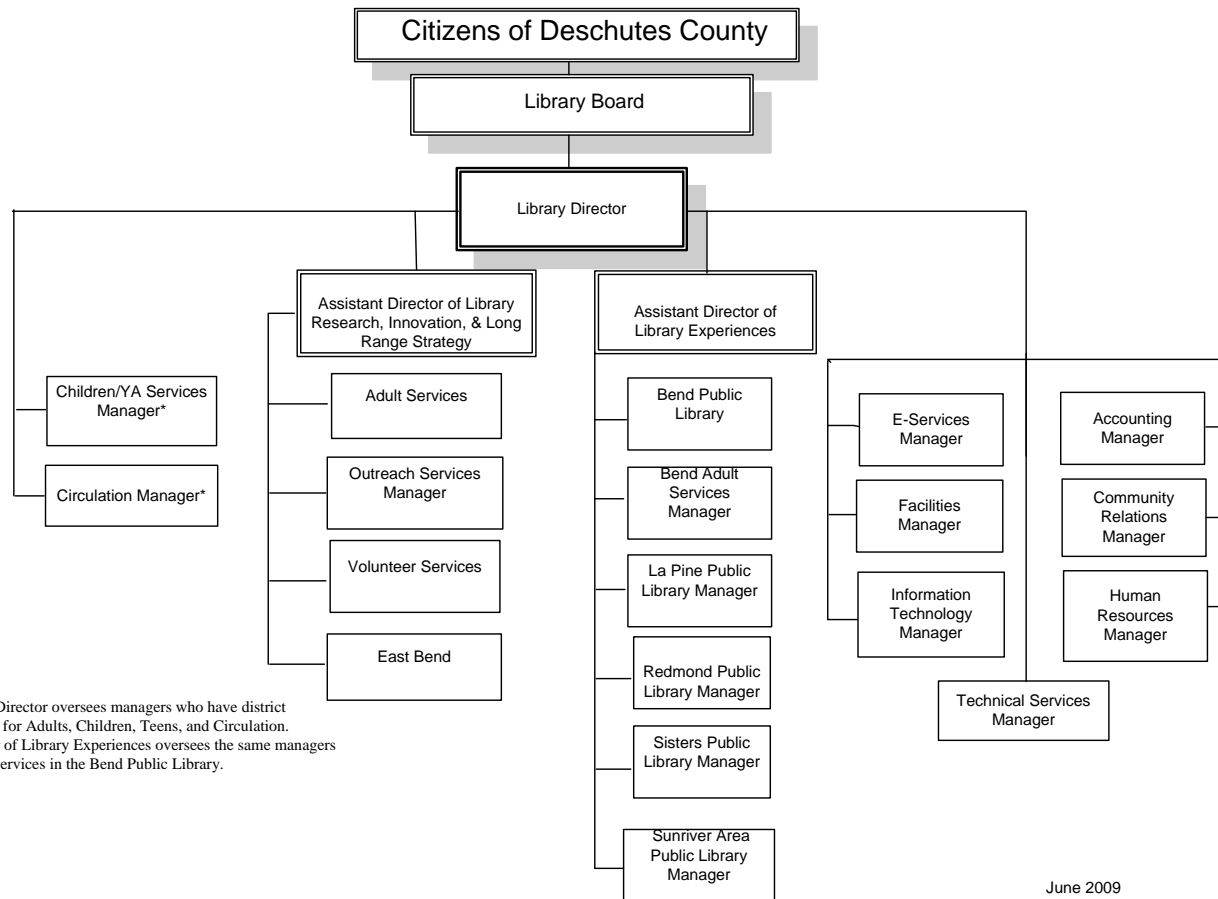 Citizens of Deschutes County
Library Board
Library Director
Assistant Director of Library
Research, Innovation, & Long
Range Strategy
Assistant Director of
Library Experiences
Children/YA Services
Manager*
Circulation Manager*
Adult Services
Outreach Services
Manager
Volunteer Services
East Bend
Bend Public
Library
Bend Adult
Services
Manager
La Pine Public
Library Manager
Redmond Public
Library Manager
Sisters Public
Library Manager
Sunriver Area
Public Library
Manager
E-Services
Manager
Facilities
Manager
Information
Technology
Manager
Accounting
Manager
Community
Relations
Manager
Human
Resources
Manager
Technical Services
Manager
Director oversees managers who have district
for Adults, Children, Teens, and Circulation.
of Library Experiences oversees the same managers
ervices in the Bend Public Library.
June 2009